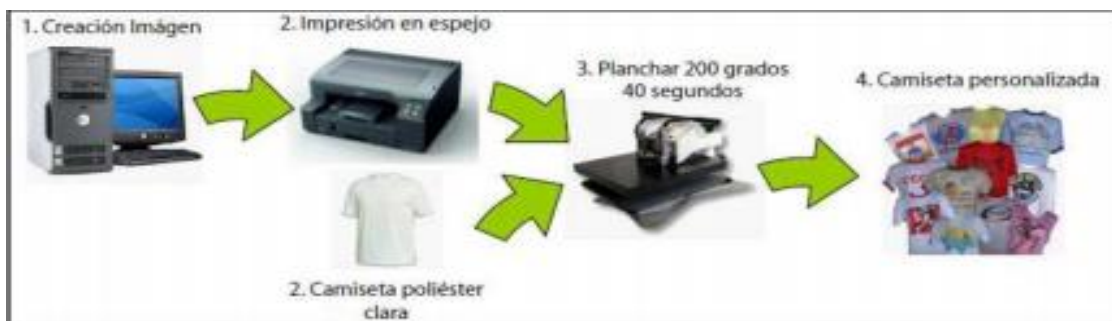 1. Creación Imágen
2. Impresión en espejo
3. Planchar 200 grados
40 segundos
4. Camiseta personalizada
2. Camiseta poliéster
clara